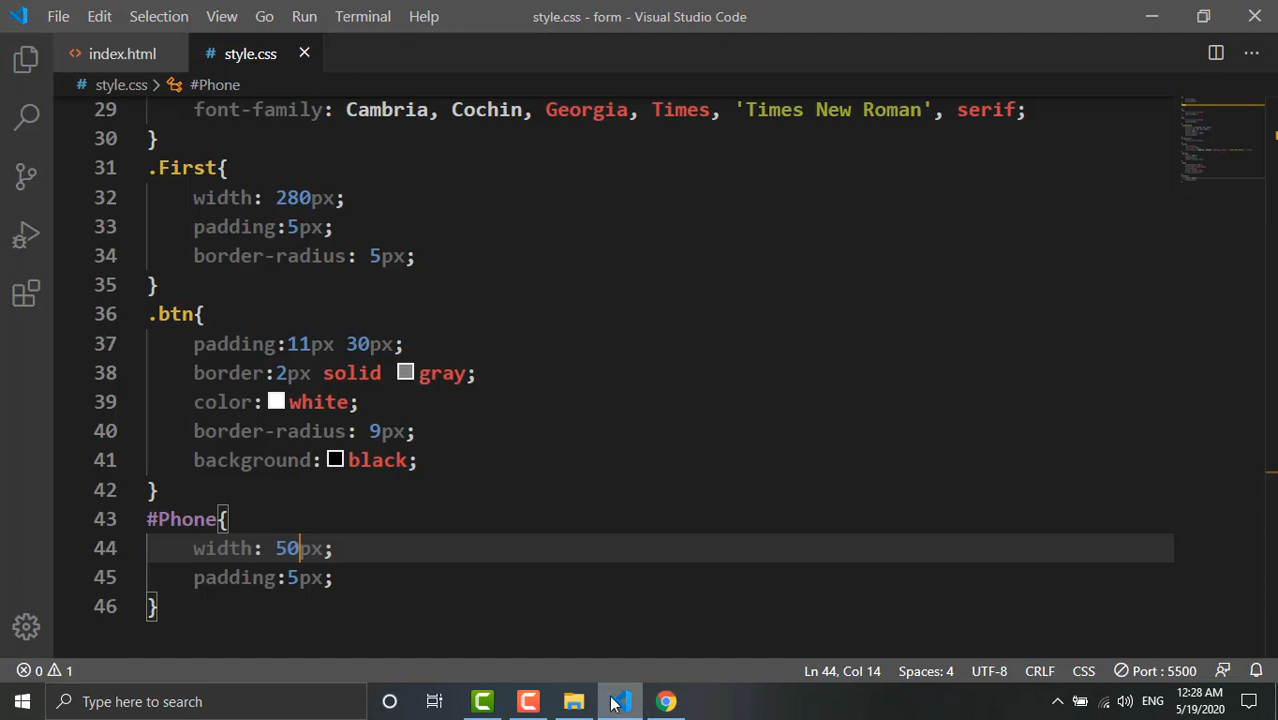 File Edit Selection View Go Run Terminal Help style.css - form - Visual Studio Code
index.html # style.css
# style.css > #Phone
29 font-family: Cambria, Cochin, Georgia, Times, 'Times New Roman', serif;
30 }
31 .First{
32 width: 280px;
33 padding:5px;
34 border-radius: 5px;
35 }
36 .btn{
37 padding:11px 30px;
38 border:2px solid gray;
39 color:white;
40 border-radius: 9px;
41 background:black;
42 }
43 #Phone{
44 width: 50px;
45 padding:5px;
46 }
0 1 Ln 44, Col 14 Spaces: 4 UTF-8 CRLF CSS Port : 5500
Type here to search ENG 12:28 AM
5/19/2020